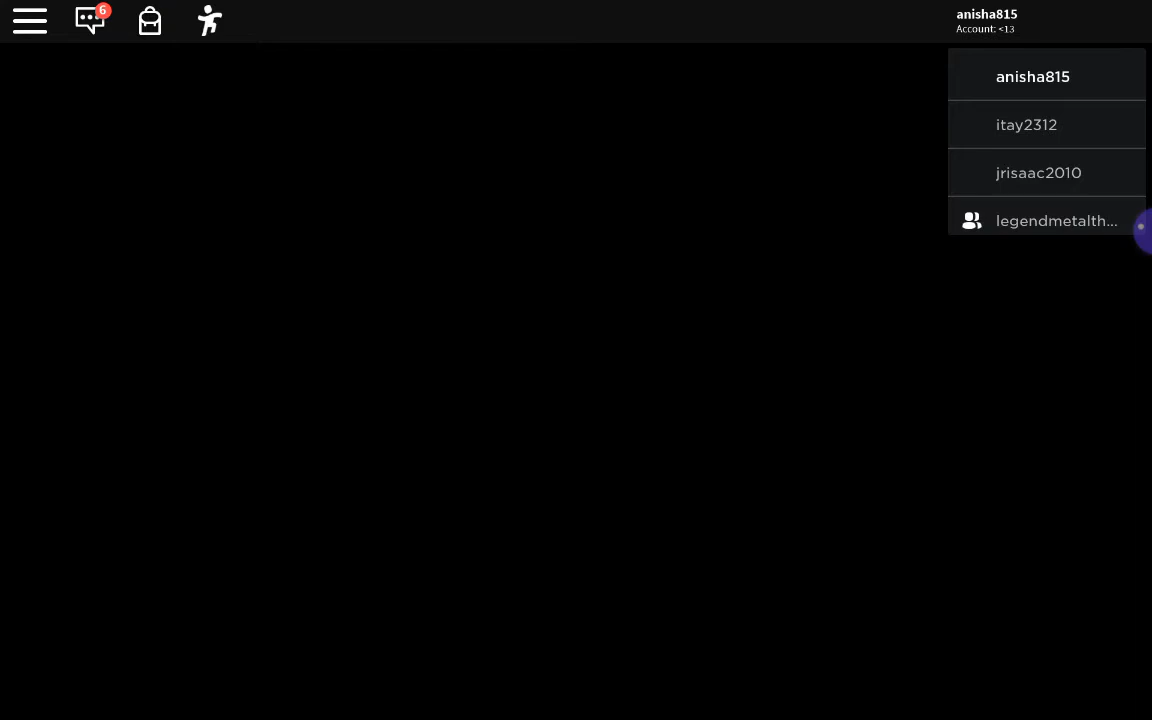 6
anisha815
Account: <13
anisha815
itay2312
jrisaac2010
legendmetalth...